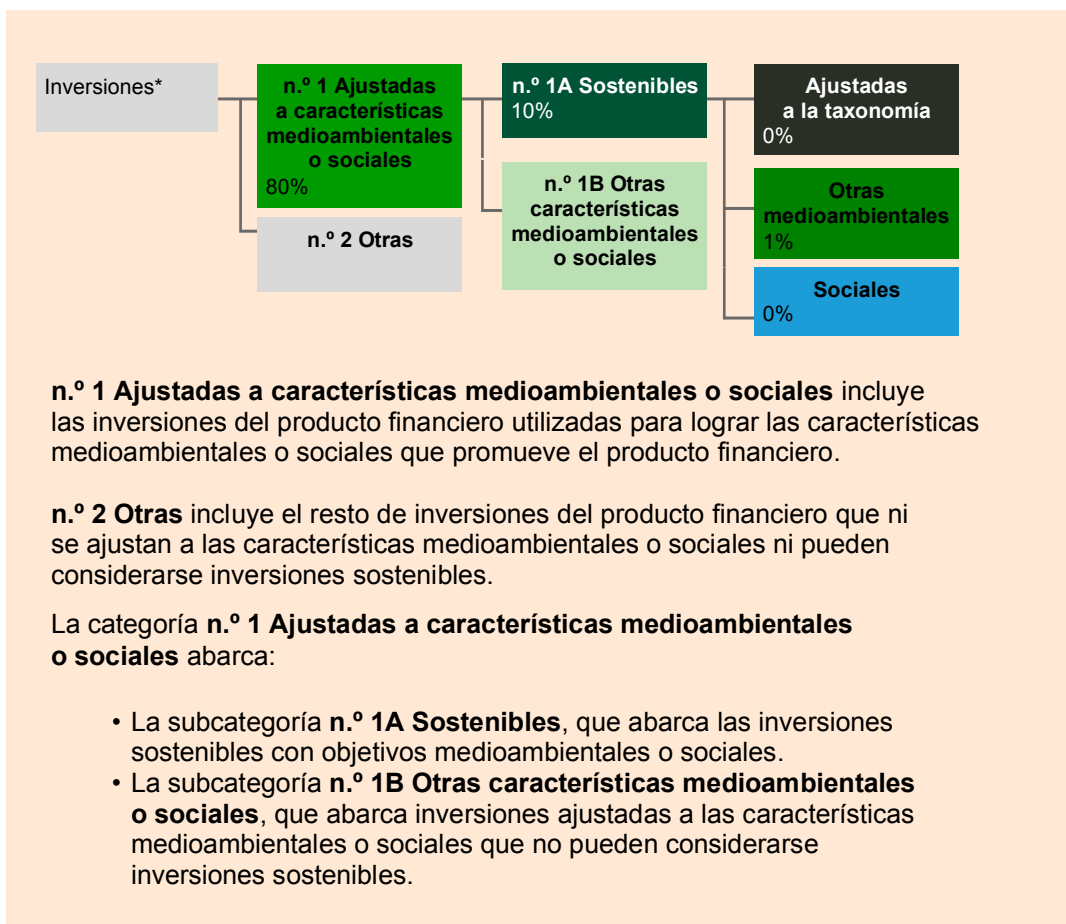 Inversiones*
n.º 1 Ajustadas
a características
medioambientales
o sociales
80%
n.º 2 Otras
n.º 1A Sostenibles
10%
n.º 1B Otras
características
medioambientales
o sociales
Ajustadas
a la taxonomía
0%
Otras
medioambientales
1%
Sociales
0%
n.º 1 Ajustadas a características medioambientales o sociales incluye
las inversiones del producto financiero utilizadas para lograr las características
medioambientales o sociales que promueve el producto financiero.
n.º 2 Otras incluye el resto de inversiones del producto financiero que ni
se ajustan a las características medioambientales o sociales ni pueden
considerarse inversiones sostenibles.
La categoría n.º 1 Ajustadas a características medioambientales
o sociales abarca:
• La subcategoría n.º 1A Sostenibles, que abarca las inversiones
sostenibles con objetivos medioambientales o sociales.
• La subcategoría n.º 1B Otras características medioambientales
o sociales, que abarca inversiones ajustadas a las características
medioambientales o sociales que no pueden considerarse
inversiones sostenibles.